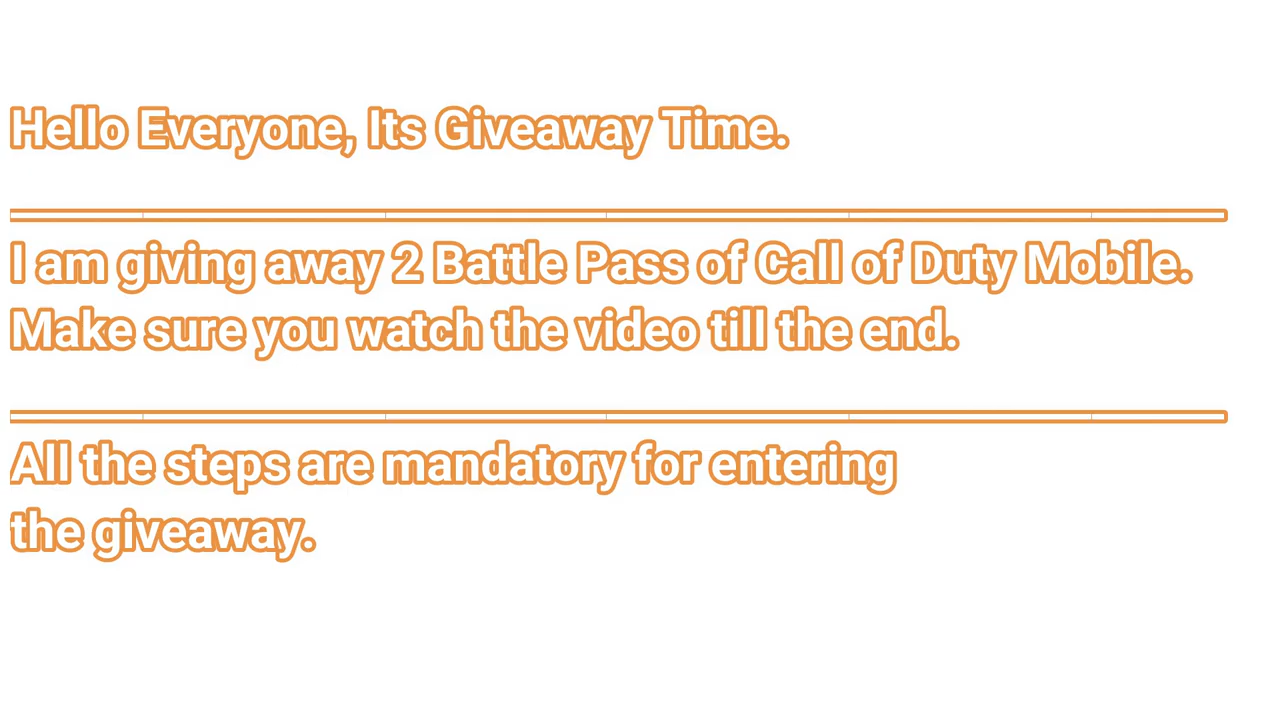 Hello Everyone, Its Giveaway Time.
I am giving away 2 Battle Pass of Call of Duty Mobile.
Make sure you watch the video till the end.
All the steps are mandatory for entering
the giveaway.